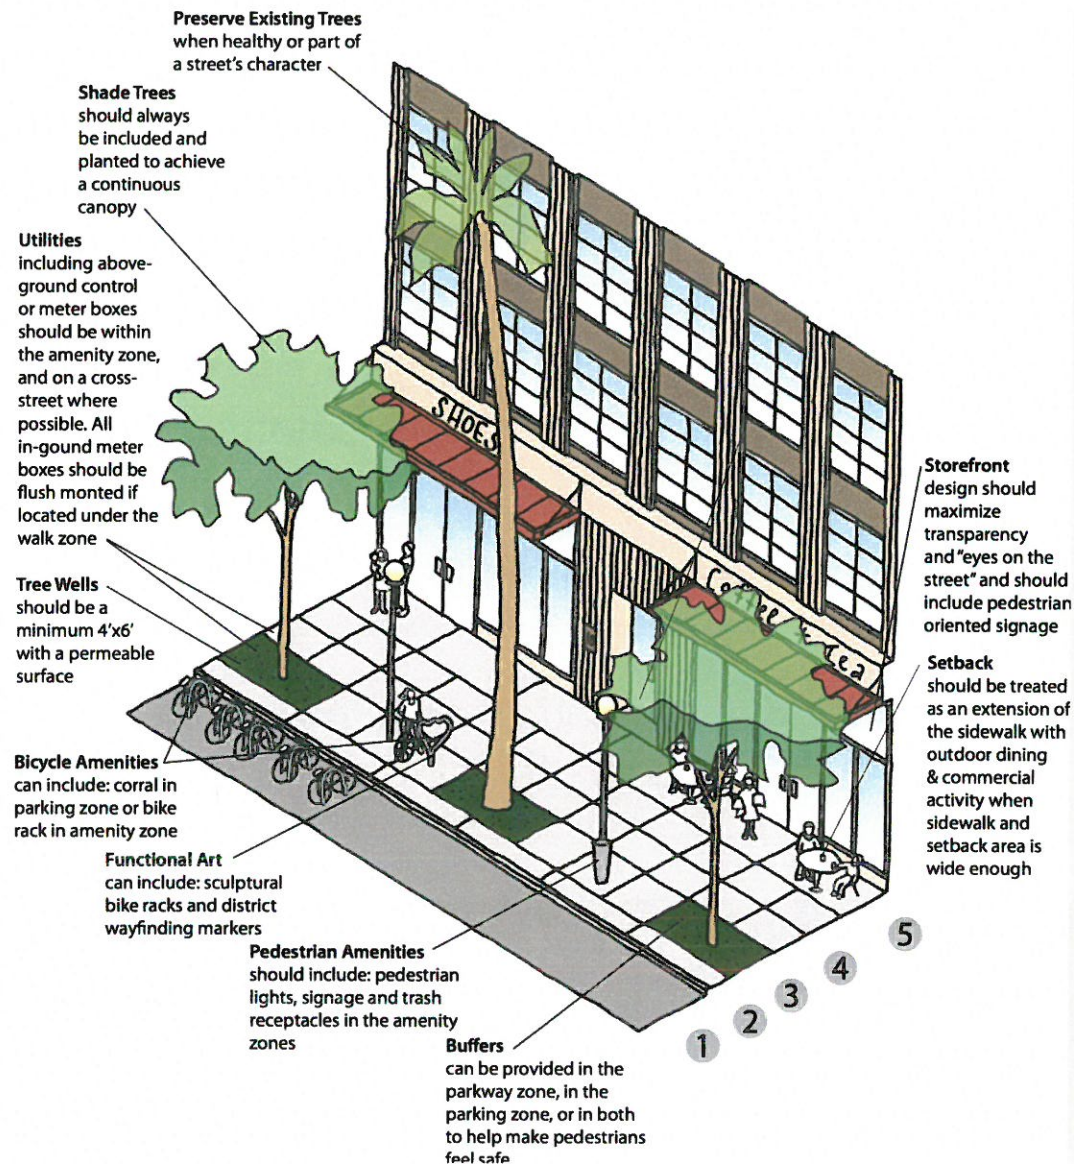 Preserve Existing Trees
when healthy or part of
a street's character
Shade Trees
should always
be included and
planted to achieve
a continuous
canopy
Utilities
including above-
ground control
or meter boxes
should be within
the amenity zone,
and on a cross-
street where
possible. All
in-gound meter
boxes should be
flush monted if
located under the
walk zone
Tree Wells
should be a
minimum 4'x6'
with a permeable
surface
Bicycle Amenities
can include: corral in
parking zone or bike
rack in amenity zone
Functional Art
can include: sculptural
bike racks and district
wayfinding markers
Pedestrian Amenities
should include: pedestrian
lights, signage and trash
receptacles in the amenity
zones
Buffers
can be provided in the
parkway zone, in the
parking zone, or in both
to help make pedestrians
feel safe
Storefront
design should
maximize
transparency
and "eyes on the
street" and should
include pedestrian
oriented signage
Setback
should be treated
as an extension of
the sidewalk with
outdoor dining
& commercial
activity when
sidewalk and
setback area is
wide enough
SHOES
Coffee & tea
1
2
3
4
5